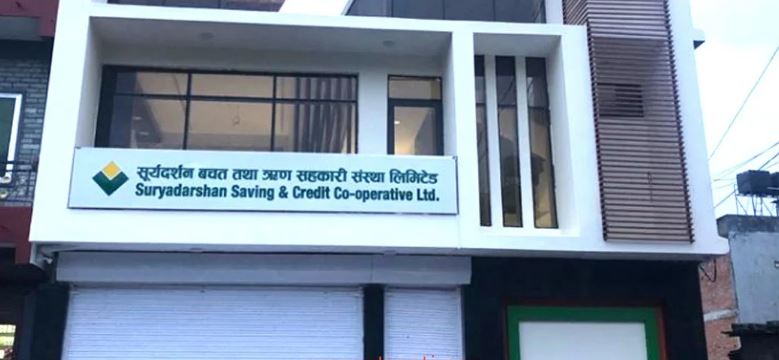 सूर्यदर्शन बचत तथा ऋण सहकारी संस्था लिमिटेड
Suryadarshan Saving & Credit Co-operative Ltd.